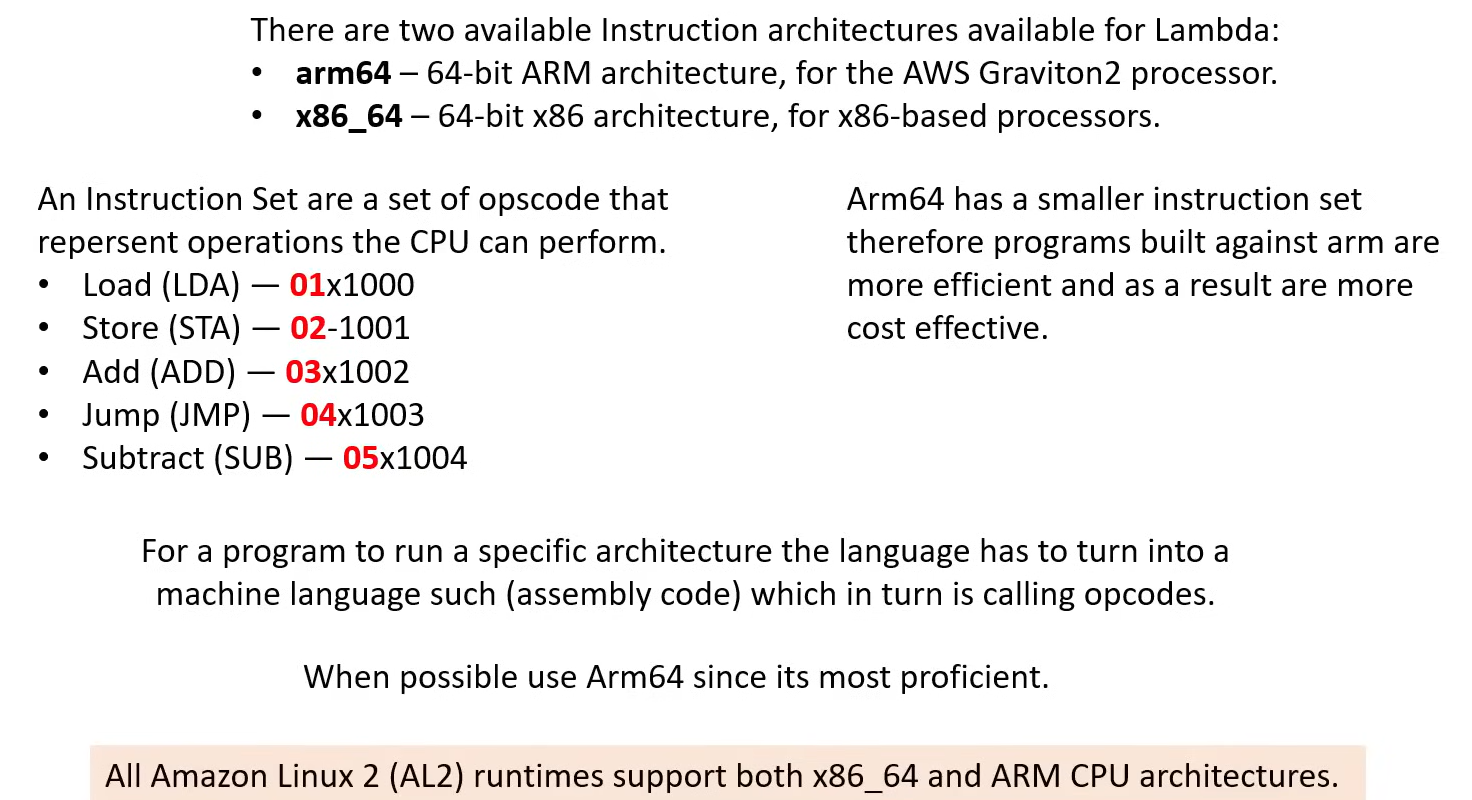 There are two available Instruction architectures available for Lambda:
• arm64 – 64-bit ARM architecture, for the AWS Graviton2 processor.
• x86_64 – 64-bit x86 architecture, for x86-based processors.
An Instruction Set are a set of opscode that
repersent operations the CPU can perform.
• Load (LDA) — 01x1000
• Store (STA) — 02-1001
• Add (ADD) — 03x1002
• Jump (JMP) — 04x1003
• Subtract (SUB) — 05x1004
Arm64 has a smaller instruction set
therefore programs built against arm are
more efficient and as a result are more
cost effective.
For a program to run a specific architecture the language has to turn into a
machine language such (assembly code) which in turn is calling opcodes.
When possible use Arm64 since its most proficient.
All Amazon Linux 2 (AL2) runtimes support both x86_64 and ARM CPU architectures.